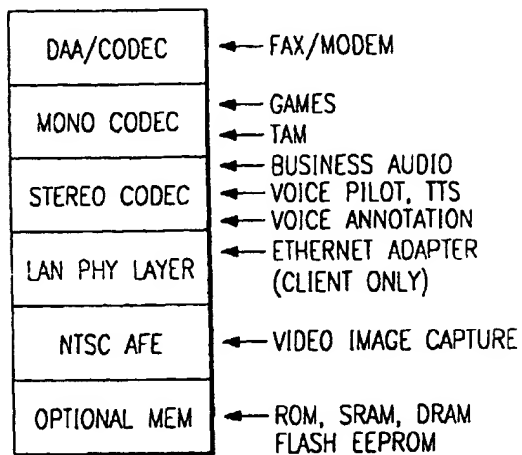 DAA/CODEC
FAX/MODEM
MONO CODEC
GAMES
TAM
STEREO CODEC
BUSINESS AUDIO
VOICE PILOT, TTS
VOICE ANNOTATION
LAN PHY LAYER
ETHERNET ADAPTER
(CLIENT ONLY)
NTSC AFE
VIDEO IMAGE CAPTURE
OPTIONAL MEM
ROM, SRAM, DRAM
FLASH EEPROM